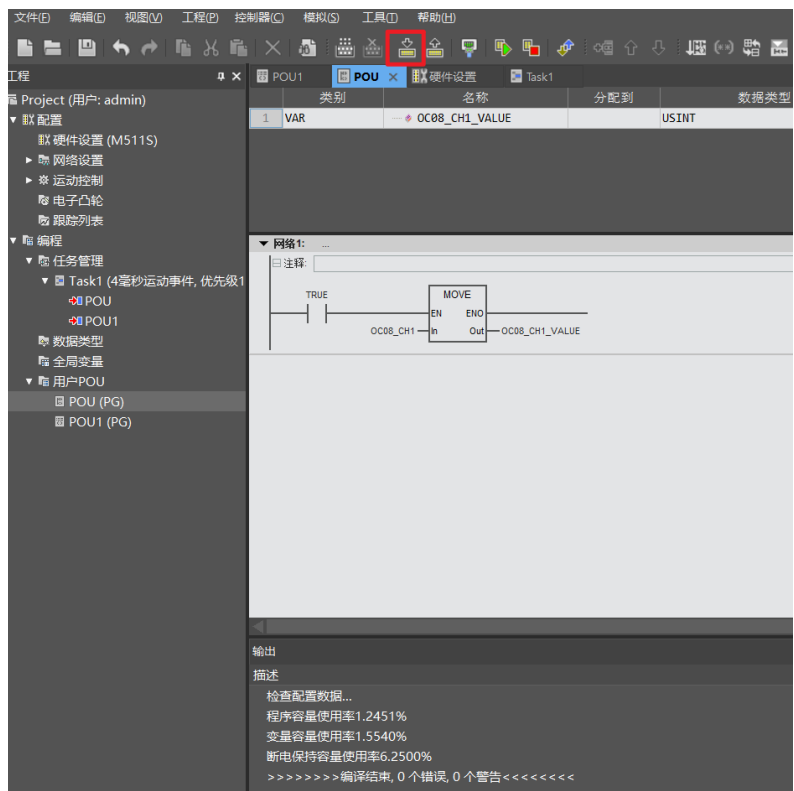 文件(F) 编辑(E) 视图(V) 工程(P) 控制器(C) 模拟(S) 工具(T) 帮助(H)
工程
POU1 POU 硬件设置 Task1
类别 名称 分配到 数据类型
1 VAR OC08_CH1_VALUE USINT
Project (用户: admin)
配置
硬件设置 (M511S)
网络设置
运动控制
电子凸轮
跟踪列表
编程
任务管理
Task1 (4毫秒运动事件, 优先级1
POU
POU1
数据类型
全局变量
用户POU
POU (PG)
POU1 (PG)
网络1: ...
注释:
TRUE MOVE
EN ENO
OC08_CH1 In Out OC08_CH1_VALUE
输出
描述
检查配置数据...
程序容量使用率1.2451%
变量容量使用率1.5540%
断电保持容量使用率6.2500%
>>>>>>>>编译结束, 0 个错误, 0 个警告<<<<<<<<